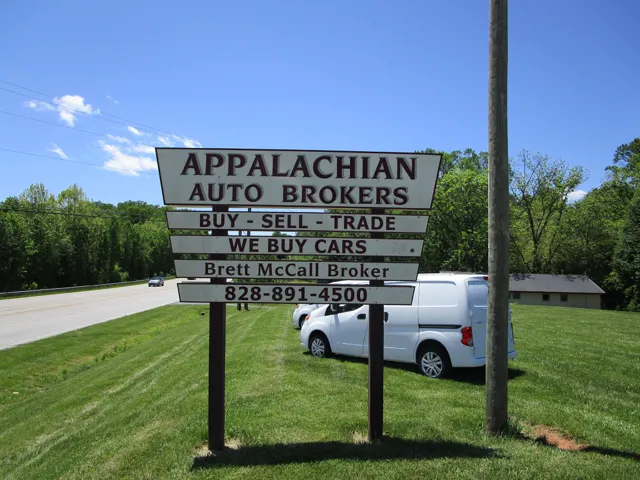 APPALACHIAN
AUTO BROKERS
BUY - SELL - TRADE
WE BUY CARS
Brett McCall Broker
828-891-4500